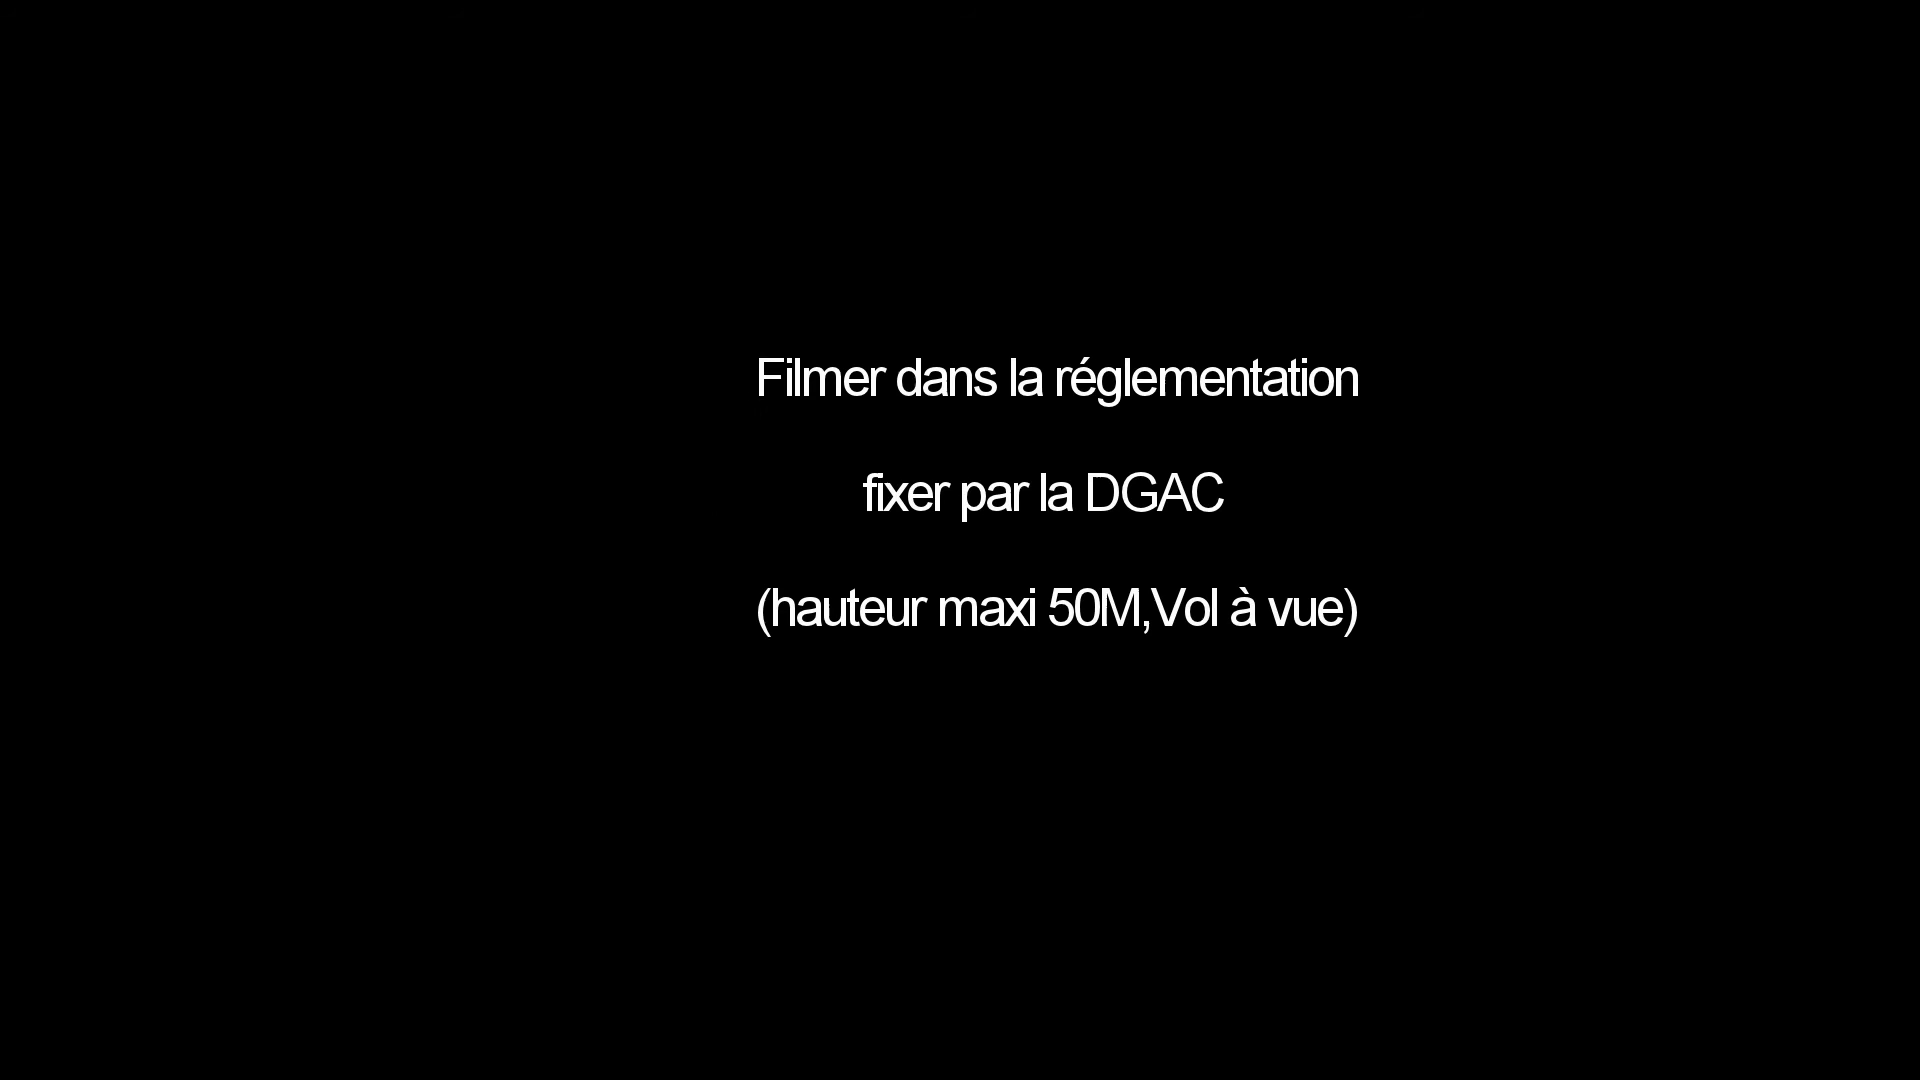 Filmer dans la réglementation
fixer par la DGAC
(hauteur maxi 50M,Vol à vue)